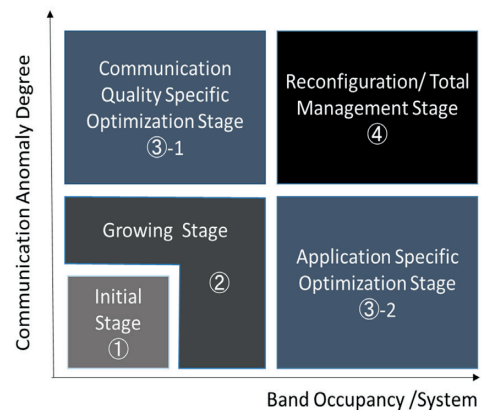 Communication Anomaly Degree
Communication
Quality Specific
Optimization Stage
③-1
Reconfiguration/ Total
Management Stage
④
Growing Stage
②
Initial
Stage
①
Application Specific
Optimization Stage
③-2
Band Occupancy /System